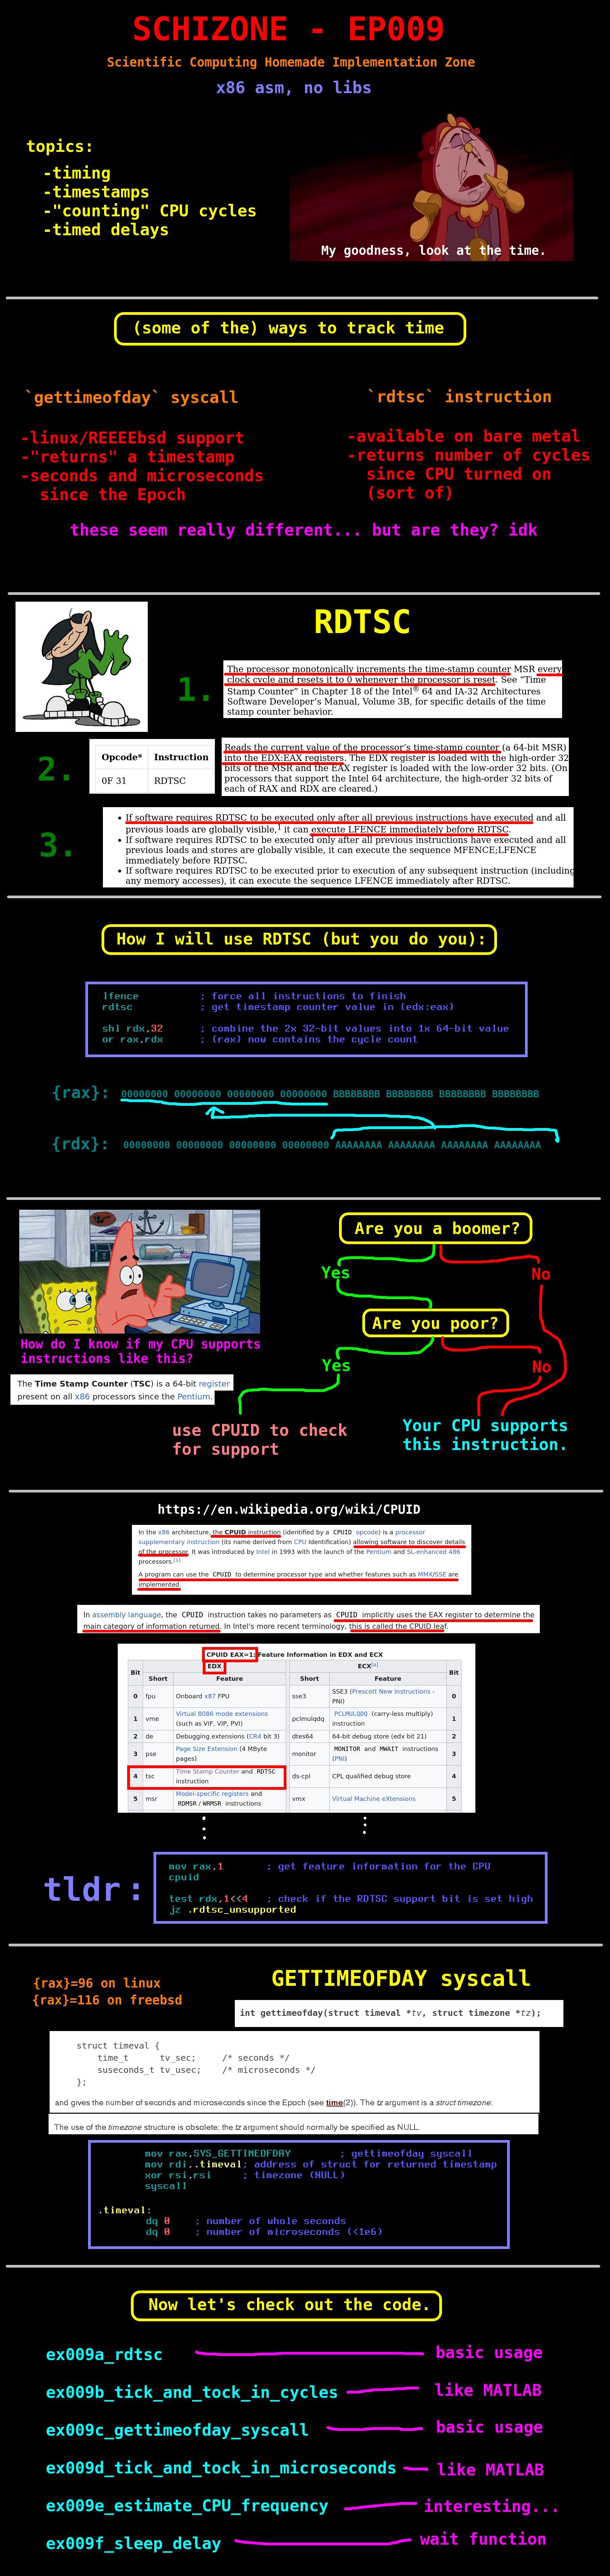 SCHIZONE - EP009
Scientific Computing Homemade Implementation Zone
x86 asm, no libs
topics:
-timing
-timestamps
-"counting" CPU cycles
-timed delays
My goodness, look at the time.
(some of the) ways to track time
`gettimeofday` syscall
-linux/REEEEbsd support
-"returns" a timestamp
-seconds and microseconds
since the Epoch
`rdtsc` instruction
-available on bare metal
-returns number of cycles
since CPU turned on
(sort of)
these seem really different... but are they? idk
RDTSC
1.
The processor monotonically increments the time-stamp counter MSR every
clock cycle and resets it to 0 whenever the processor is reset. See "Time
Stamp Counter" in Chapter 18 of the Intel® 64 and IA-32 Architectures
Software Developer's Manual, Volume 3B, for specific details of the time
stamp counter behavior.
2.
Opcode* Instruction
0F 31 RDTSC
Reads the current value of the processor's time-stamp counter (a 64-bit MSR)
into the EDX:EAX registers. The EDX register is loaded with the high-order 32
bits of the MSR and the EAX register is loaded with the low-order 32 bits. (On
processors that support the Intel 64 architecture, the high-order 32 bits of
each of RAX and RDX are cleared.)
3.
• If software requires RDTSC to be executed only after all previous instructions have executed and all
previous loads are globally visible,1 it can execute LFENCE immediately before RDTSC.
• If software requires RDTSC to be executed only after all previous instructions have executed and all
previous loads and stores are globally visible, it can execute the sequence MFENCE;LFENCE
immediately before RDTSC.
• If software requires RDTSC to be executed prior to execution of any subsequent instruction (including
any memory accesses), it can execute the sequence LFENCE immediately after RDTSC.
How I will use RDTSC (but you do you):
lfence ; force all instructions to finish
rdtsc ; get timestamp counter value in (edx:eax)
shl rdx,32 ; combine the 2x 32-bit values into 1x 64-bit value
or rax,rdx ; (rax) now contains the cycle count
{rax}: 00000000 00000000 00000000 00000000 BBBBBBBB BBBBBBBB BBBBBBBB BBBBBBBB
{rdx}: 00000000 00000000 00000000 00000000 AAAAAAAA AAAAAAAA AAAAAAAA AAAAAAAA
How do I know if my CPU supports
instructions like this?
The Time Stamp Counter (TSC) is a 64-bit register
present on all x86 processors since the Pentium.
Are you a boomer?
Yes
No
Are you poor?
Yes
No
use CPUID to check
for support
Your CPU supports
this instruction.
https://en.wikipedia.org/wiki/CPUID
In the x86 architecture, the CPUID instruction (identified by a CPUID opcode) is a processor
supplementary instruction (its name derived from CPU Identification) allowing software to discover details
of the processor. It was introduced by Intel in 1993 with the launch of the Pentium and SL-enhanced 486
processors.[1]
A program can use the CPUID to determine processor type and whether features such as MMX/SSE are
implemented.
In assembly language, the CPUID instruction takes no parameters as CPUID implicitly uses the EAX register to determine the
main category of information returned. In Intel's more recent terminology, this is called the CPUID leaf.
CPUID EAX=1: Feature Information in EDX and ECX
Bit EDX ECX[a] Bit
Short Feature Short Feature
0 fpu Onboard x87 FPU sse3 SSE3 (Prescott New Instructions - PNI) 0
1 vme Virtual 8086 mode extensions (such as VIF, VIP, PVI) pclmulqdq PCLMULQDQ (carry-less multiply) instruction 1
2 de Debugging extensions (CR4 bit 3) dtes64 64-bit debug store (edx bit 21) 2
3 pse Page Size Extension (4 MByte pages) monitor MONITOR and MWAIT instructions (PNI) 3
4 tsc Time Stamp Counter and RDTSC instruction ds-cpl CPL qualified debug store 4
5 msr Model-specific registers and RDMSR / WRMSR instructions vmx Virtual Machine eXtensions 5
tldr:
mov rax,1 ; get feature information for the CPU
cpuid
test rdx,1<<4 ; check if the RDTSC support bit is set high
jz .rdtsc_unsupported
{rax}=96 on linux
{rax}=116 on freebsd
GETTIMEOFDAY syscall
int gettimeofday(struct timeval *tv, struct timezone *tz);
struct timeval {
time_t tv_sec; /* seconds */
suseconds_t tv_usec; /* microseconds */
};
and gives the number of seconds and microseconds since the Epoch (see time(2)). The tz argument is a struct timezone:
The use of the timezone structure is obsolete; the tz argument should normally be specified as NULL.
mov rax,SYS_GETTIMEOFDAY ; gettimeofday syscall
mov rdi,.timeval; address of struct for returned timestamp
xor rsi,rsi ; timezone (NULL)
syscall
.timeval:
dq 0 ; number of whole seconds
dq 0 ; number of microseconds (<1e6)
Now let's check out the code.
ex009a_rdtsc basic usage
ex009b_tick_and_tock_in_cycles like MATLAB
ex009c_gettimeofday_syscall basic usage
ex009d_tick_and_tock_in_microseconds like MATLAB
ex009e_estimate_CPU_frequency interesting...
ex009f_sleep_delay wait function